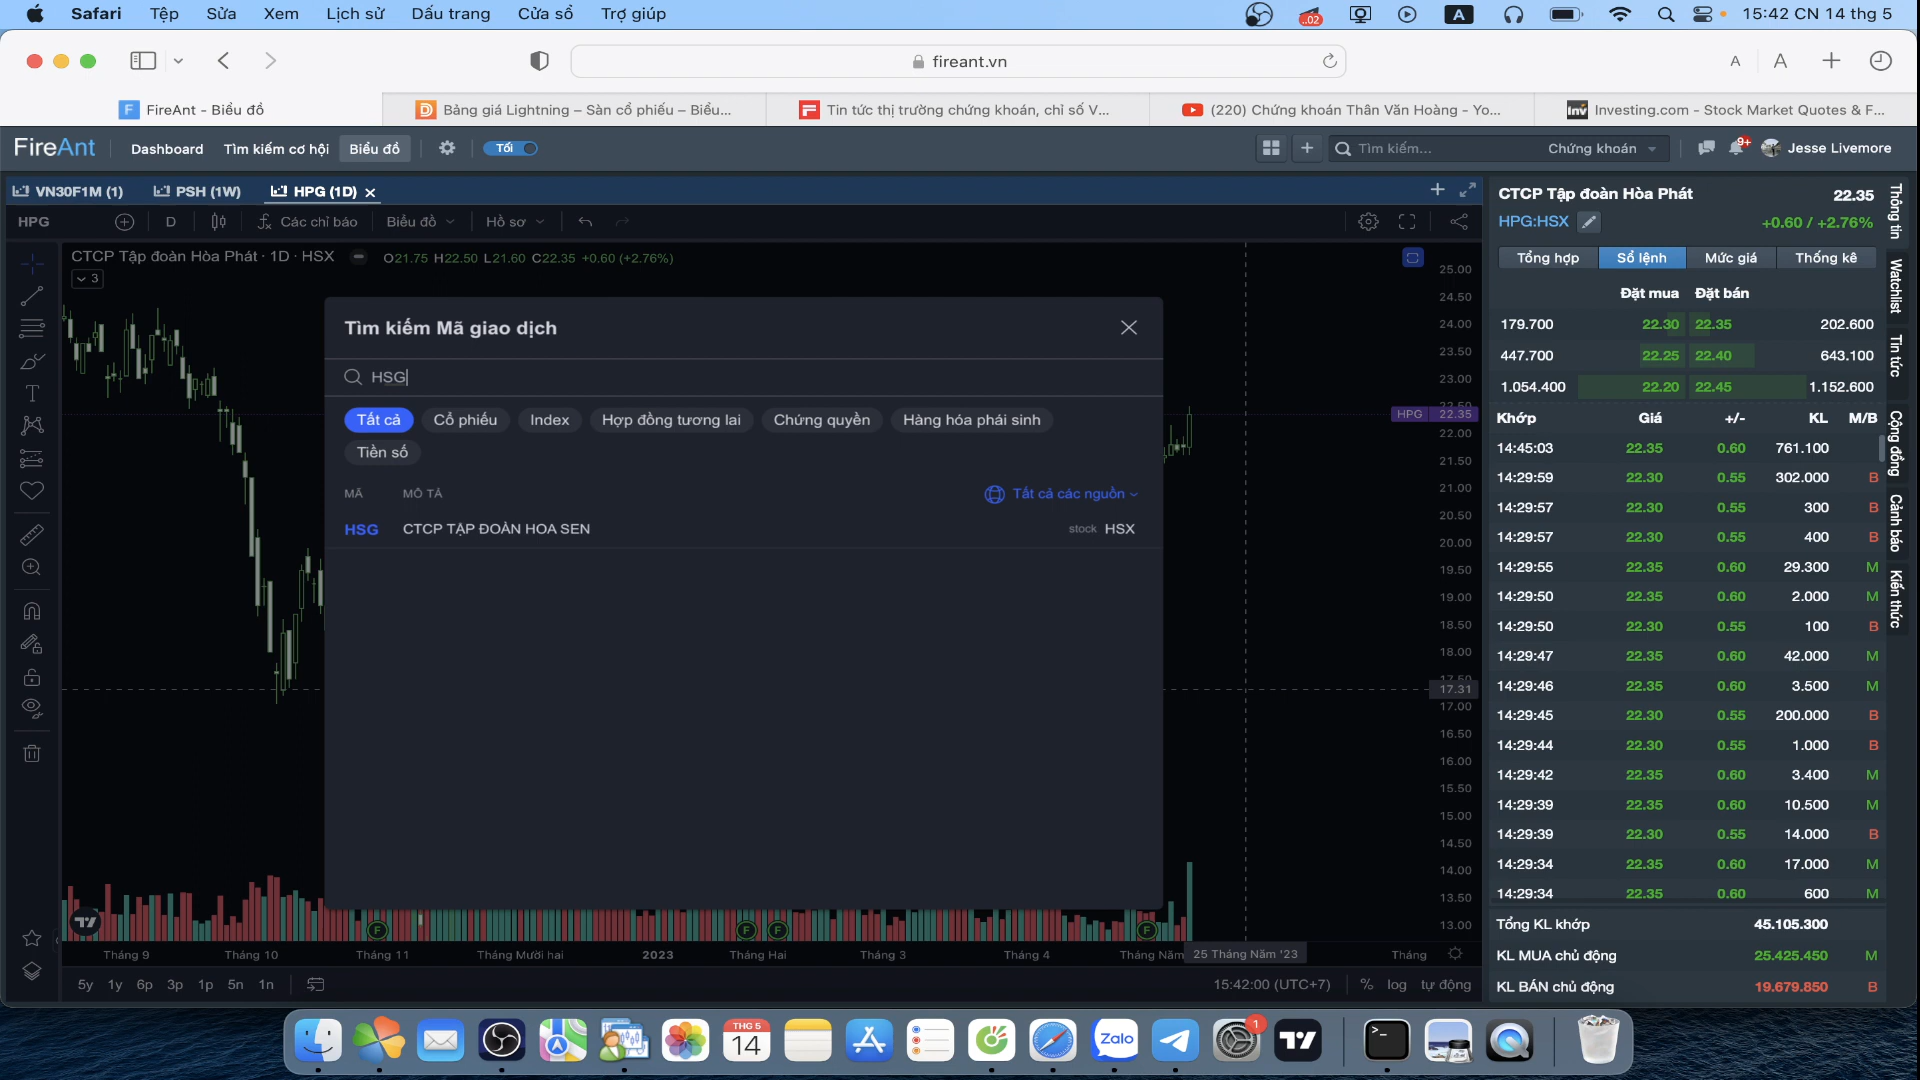 Safari Tệp Sửa Xem Lịch sử Dấu trang Cửa sổ Trợ giúp ..02 A 15:42 CN 14 thg 5
fireant.vn A A
FireAnt - Biểu đồ
Bảng giá Lightning – Sàn cổ phiếu – Biểu...
Tin tức thị trường chứng khoán, chỉ số V...
(220) Chứng khoán Thân Văn Hoàng - Yo...
Investing.com - Stock Market Quotes & F...
FireAnt Dashboard Tìm kiếm cơ hội Biểu đồ Tối Tìm kiếm... Chứng khoán 9+ Jesse Livemore
VN30F1M (1) PSH (1W) HPG (1D)
HPG D Các chỉ báo Biểu đồ Hồ sơ
CTCP Tập đoàn Hòa Phát · 1D · HSX O21.75 H22.50 L21.60 C22.35 +0.60 (+2.76%)
3
Tìm kiếm Mã giao dịch
HSG
Tất cả Cổ phiếu Index Hợp đồng tương lai Chứng quyền Hàng hóa phái sinh
Tiền số
MÃ MÔ TẢ Tất cả các nguồn
HSG CTCP TẬP ĐOÀN HOA SEN stock HSX
25.00
24.50
24.00
23.50
23.00
HPG 22.35
22.00
21.50
21.00
20.50
20.00
19.50
19.00
18.50
18.00
17.31
17.00
16.50
16.00
15.50
15.00
14.50
14.00
13.50
13.00
F F F F
Tháng 9 Tháng 10 Tháng 11 Tháng Mười hai 2023 Tháng Hai Tháng 3 Tháng 4 Tháng Năm 25 Tháng Năm '23 Tháng
5y 1y 6p 3p 1p 5n 1n 15:42:00 (UTC+7) % log tự động
CTCP Tập đoàn Hòa Phát 22.35
HPG:HSX +0.60 / +2.76%
Tổng hợp Sổ lệnh Mức giá Thống kê
Đặt mua Đặt bán
179.700 22.30 22.35 202.600
447.700 22.25 22.40 643.100
1.054.400 22.20 22.45 1.152.600
Khớp Giá +/- KL M/B
14:45:03 22.35 0.60 761.100
14:29:59 22.30 0.55 302.000 B
14:29:57 22.30 0.55 300 B
14:29:57 22.30 0.55 400 B
14:29:55 22.35 0.60 29.300 M
14:29:50 22.35 0.60 2.000 M
14:29:50 22.30 0.55 100 B
14:29:47 22.35 0.60 42.000 M
14:29:46 22.35 0.60 3.500 M
14:29:45 22.30 0.55 200.000 B
14:29:44 22.30 0.55 1.000 B
14:29:42 22.35 0.60 3.400 M
14:29:39 22.35 0.60 10.500 M
14:29:39 22.30 0.55 14.000 B
14:29:34 22.35 0.60 17.000 M
14:29:34 22.35 0.60 600 M
Tổng KL khớp 45.105.300
KL MUA chủ động 25.425.450 M
KL BÁN chủ động 19.679.850 B
Thông tin
Watchlist
Tin tức
Cộng đồng
Cảnh báo
Kiến thức
THG 5
14
Zalo
1